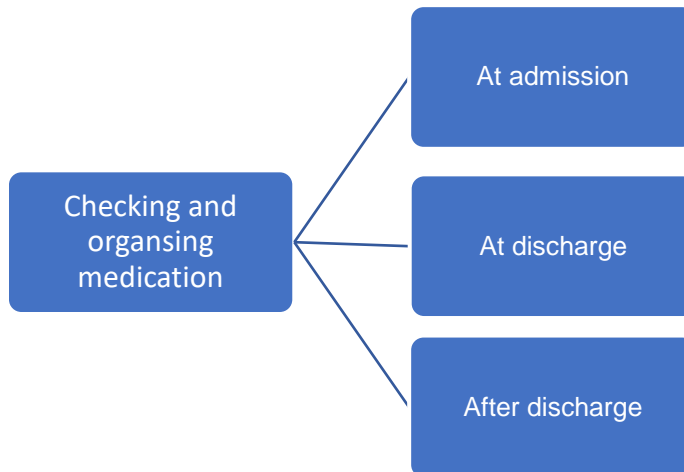 Checking and
organsing
medication
At admission
At discharge
After discharge